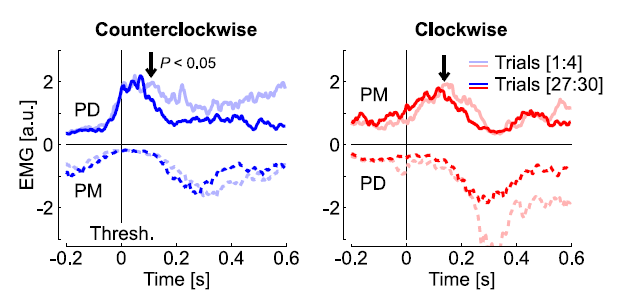 Counterclockwise
Clockwise
P < 0.05
Trials [1:4]
Trials [27:30]
EMG [a.u.]
2
0
-2
PD
PM
Thresh.
-0.2 0 0.2 0.4 0.6
Time [s]
2
0
-2
PM
PD
-0.2 0 0.2 0.4 0.6
Time [s]